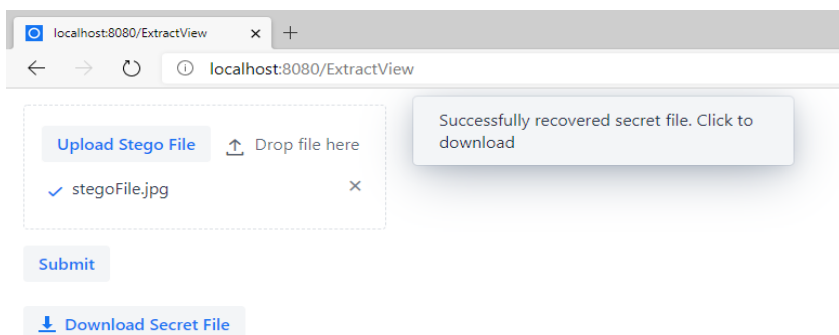 localhost:8080/ExtractView
localhost:8080/ExtractView
Successfully recovered secret file. Click to
download
Upload Stego File Drop file here
stegoFile.jpg
Submit
Download Secret File